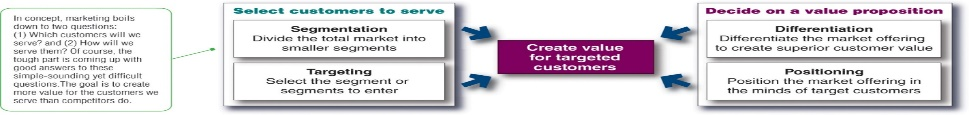 In concept, marketing boils
down to two questions:
(1) Which customers will we
serve? and (2) How will we
serve them? Of course, the
tough part is coming up with
good answers to these
simple-sounding yet difficult
questions.The goal is to create
more value for the customers we
serve than competitors do.
Select customers to serve
Segmentation
Divide the total market into
smaller segments
Targeting
Select the segment or
segments to enter
Create value
for targeted
customers
Decide on a value proposition
Differentiation
Differentiate the market offering
to create superior customer value
Positioning
Position the market offering in
the minds of target customers